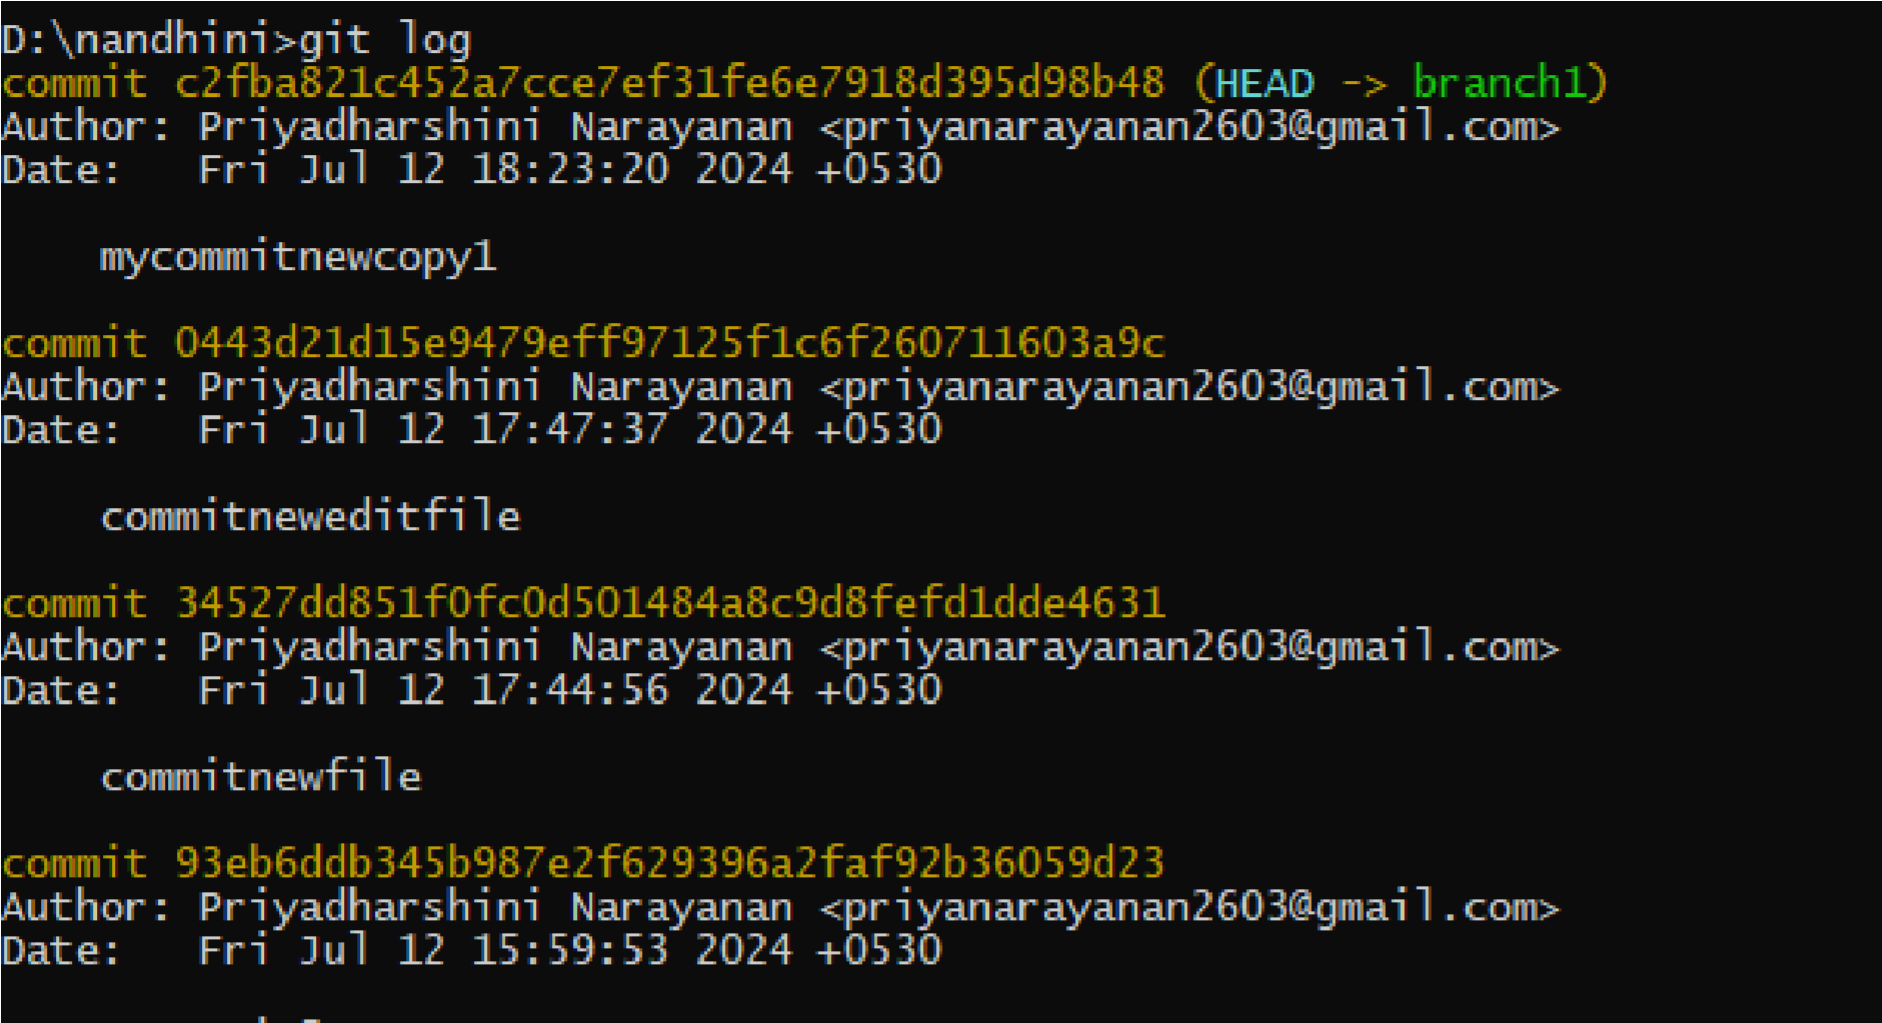 D:\nandhini>git log
commit c2fba821c452a7cce7ef31fe6e7918d395d98b48 (HEAD -> branch1)
Author: Priyadharshini Narayanan <priyanarayanan2603@gmail.com>
Date:   Fri Jul 12 18:23:20 2024 +0530
mycommitnewcopy1
commit 0443d21d15e9479eff97125f1c6f260711603a9c
Author: Priyadharshini Narayanan <priyanarayanan2603@gmail.com>
Date:   Fri Jul 12 17:47:37 2024 +0530
commitneweditfile
commit 34527dd851f0fc0d501484a8c9d8fefd1dde4631
Author: Priyadharshini Narayanan <priyanarayanan2603@gmail.com>
Date:   Fri Jul 12 17:44:56 2024 +0530
commitnewfile
commit 93eb6ddb345b987e2f629396a2faf92b36059d23
Author: Priyadharshini Narayanan <priyanarayanan2603@gmail.com>
Date:   Fri Jul 12 15:59:53 2024 +0530